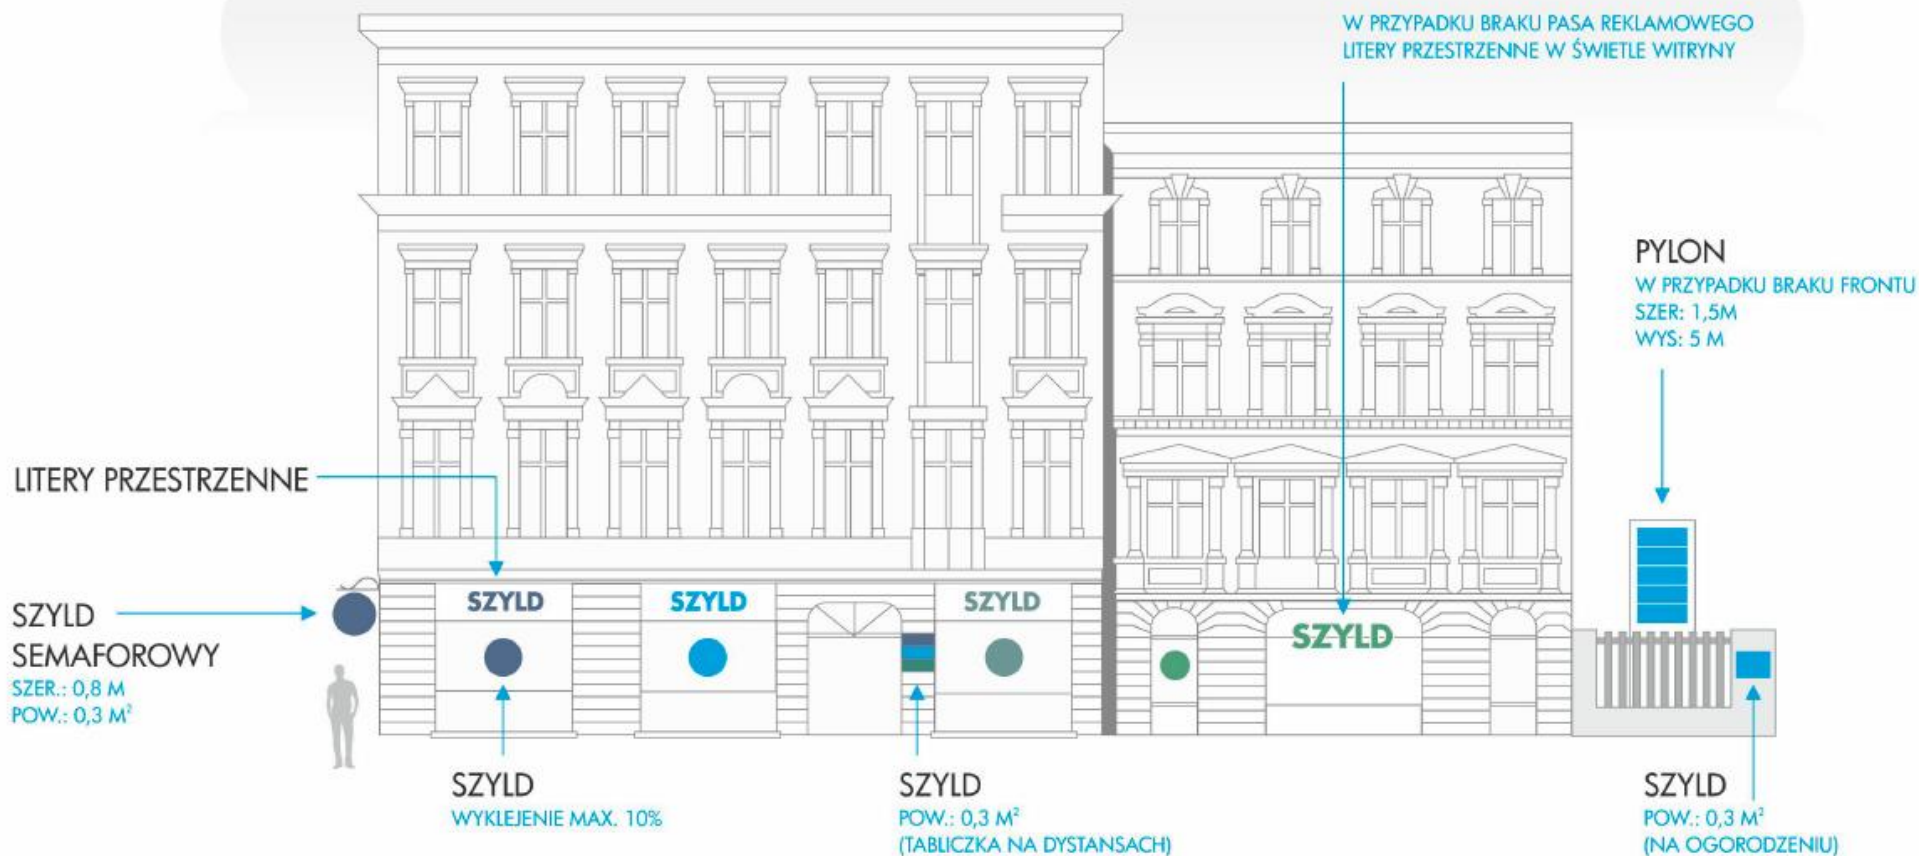 W PRZYPADKU BRAKU PASA REKLAMOWEGO
LITERY PRZESTRZENNE W ŚWIETLE WITRYNY
PYLON
W PRZYPADKU BRAKU FRONTU
SZER: 1,5M
WYS: 5 M
LITERY PRZESTRZENNE
SZYLD
SEMAFOROWY
SZER.: 0,8 M
POW.: 0,3 M²
SZYLD
SZYLD
SZYLD
SZYLD
SZYLD
WYKLEJENIE MAX. 10%
SZYLD
POW.: 0,3 M²
(TABLICZKA NA DYSTANSACH)
SZYLD
POW.: 0,3 M²
(NA OGORODZENIU)